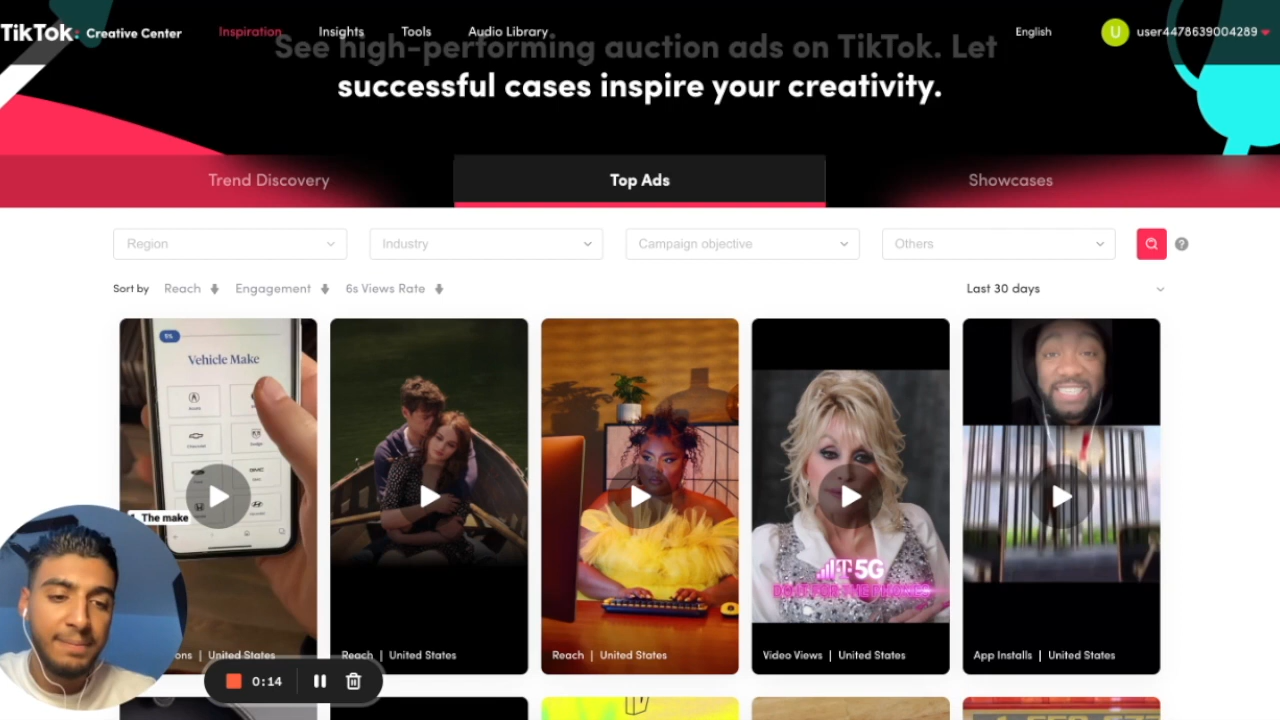 TikTok: Creative Center
Inspiration
Insights
Tools
Audio Library
English
U
user4478639004289
See high-performing auction ads on TikTok. Let
successful cases inspire your creativity.
Trend Discovery
Top Ads
Showcases
Region
Industry
Campaign objective
Others
?
Sort by
Reach
Engagement
6s Views Rate
Last 30 days
Vehicle Make
The make
T 5G
ons | United States
Reach | United States
Reach | United States
Video Views | United States
App Installs | United States
0:14